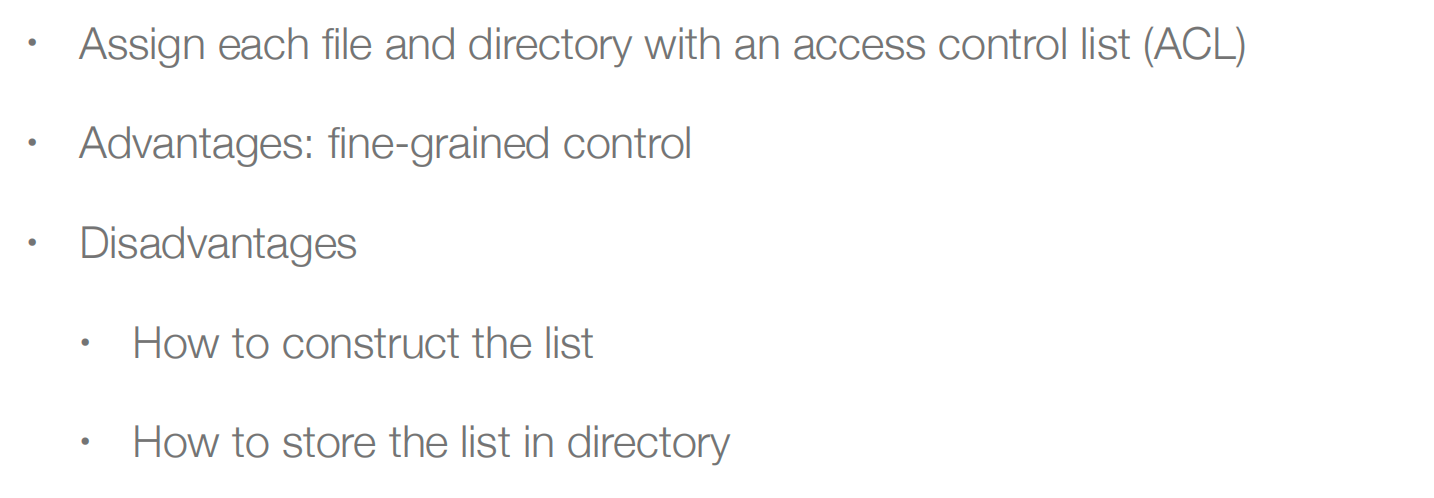 • Assign each file and directory with an access control list (ACL)
• Advantages: fine-grained control
• Disadvantages
• How to construct the list
• How to store the list in directory